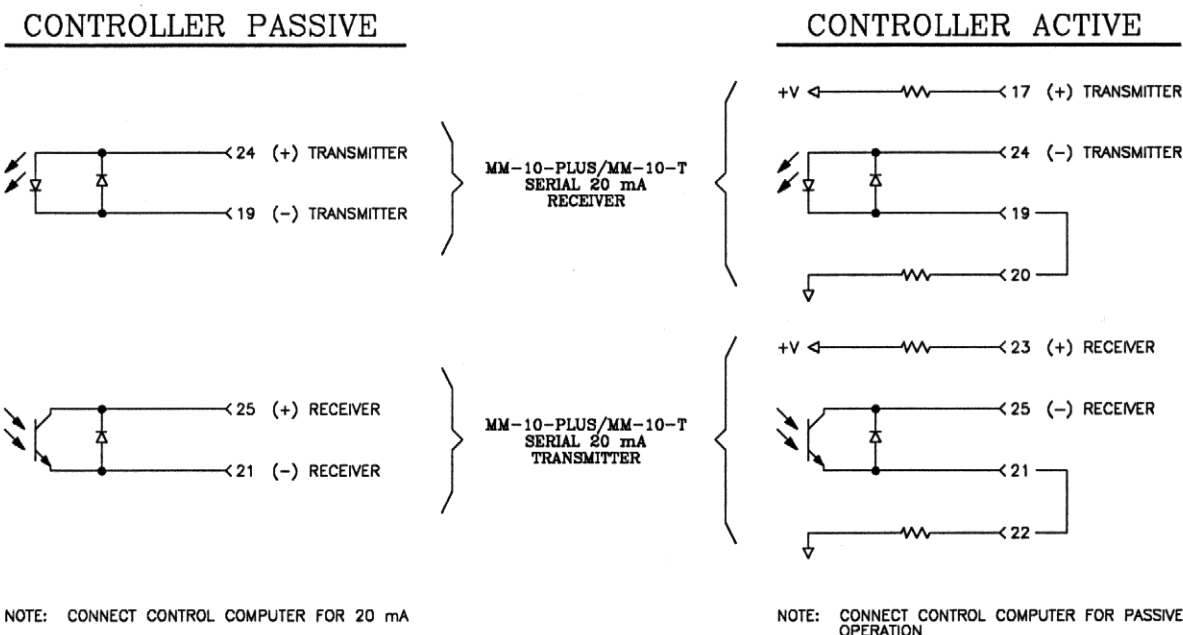 CONTROLLER PASSIVE
24 (+) TRANSMITTER
19 (-) TRANSMITTER
25 (+) RECEIVER
21 (-) RECEIVER
NOTE: CONNECT CONTROL COMPUTER FOR 20 mA
MM-10-PLUS/MM-10-T
SERIAL 20 mA
RECEIVER
MM-10-PLUS/MM-10-T
SERIAL 20 mA
TRANSMITTER
CONTROLLER ACTIVE
+V 17 (+) TRANSMITTER
24 (-) TRANSMITTER
19
20
+V 23 (+) RECEIVER
25 (-) RECEIVER
21
22
NOTE: CONNECT CONTROL COMPUTER FOR PASSIVE
OPERATION